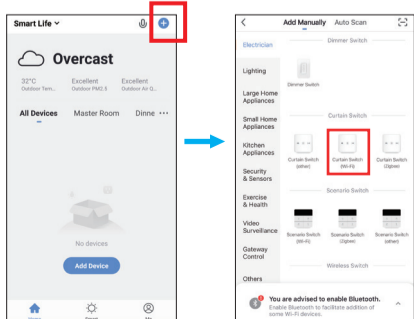 Smart Life
Overcast
32°C
Excellent
Excellent
Outdoor Tem...
Outdoor PM2.5
Outdoor Air Q...
All Devices
Master Room
Dinne ...
No devices
Add Device
Home
Smart
Me
Add Manually
Auto Scan
Electrician
Lighting
Large Home
Appliances
Small Home
Appliances
Kitchen
Appliances
Security
& Sensors
Exercise
& Health
Video
Surveillance
Gateway
Control
Others
Dimmer Switch
Dimmer Switch
Curtain Switch
Curtain Switch
(other)
Curtain Switch
(Wi-Fi)
Curtain Switch
(Zigbee)
Scenario Switch
Scenario Switch
(Wi-Fi)
Scenario Switch
(Zigbee)
Scenario Switch
(other)
Wireless Switch
You are advised to enable Bluetooth.
Enable Bluetooth to facilitate addition of
some Wi-Fi devices.